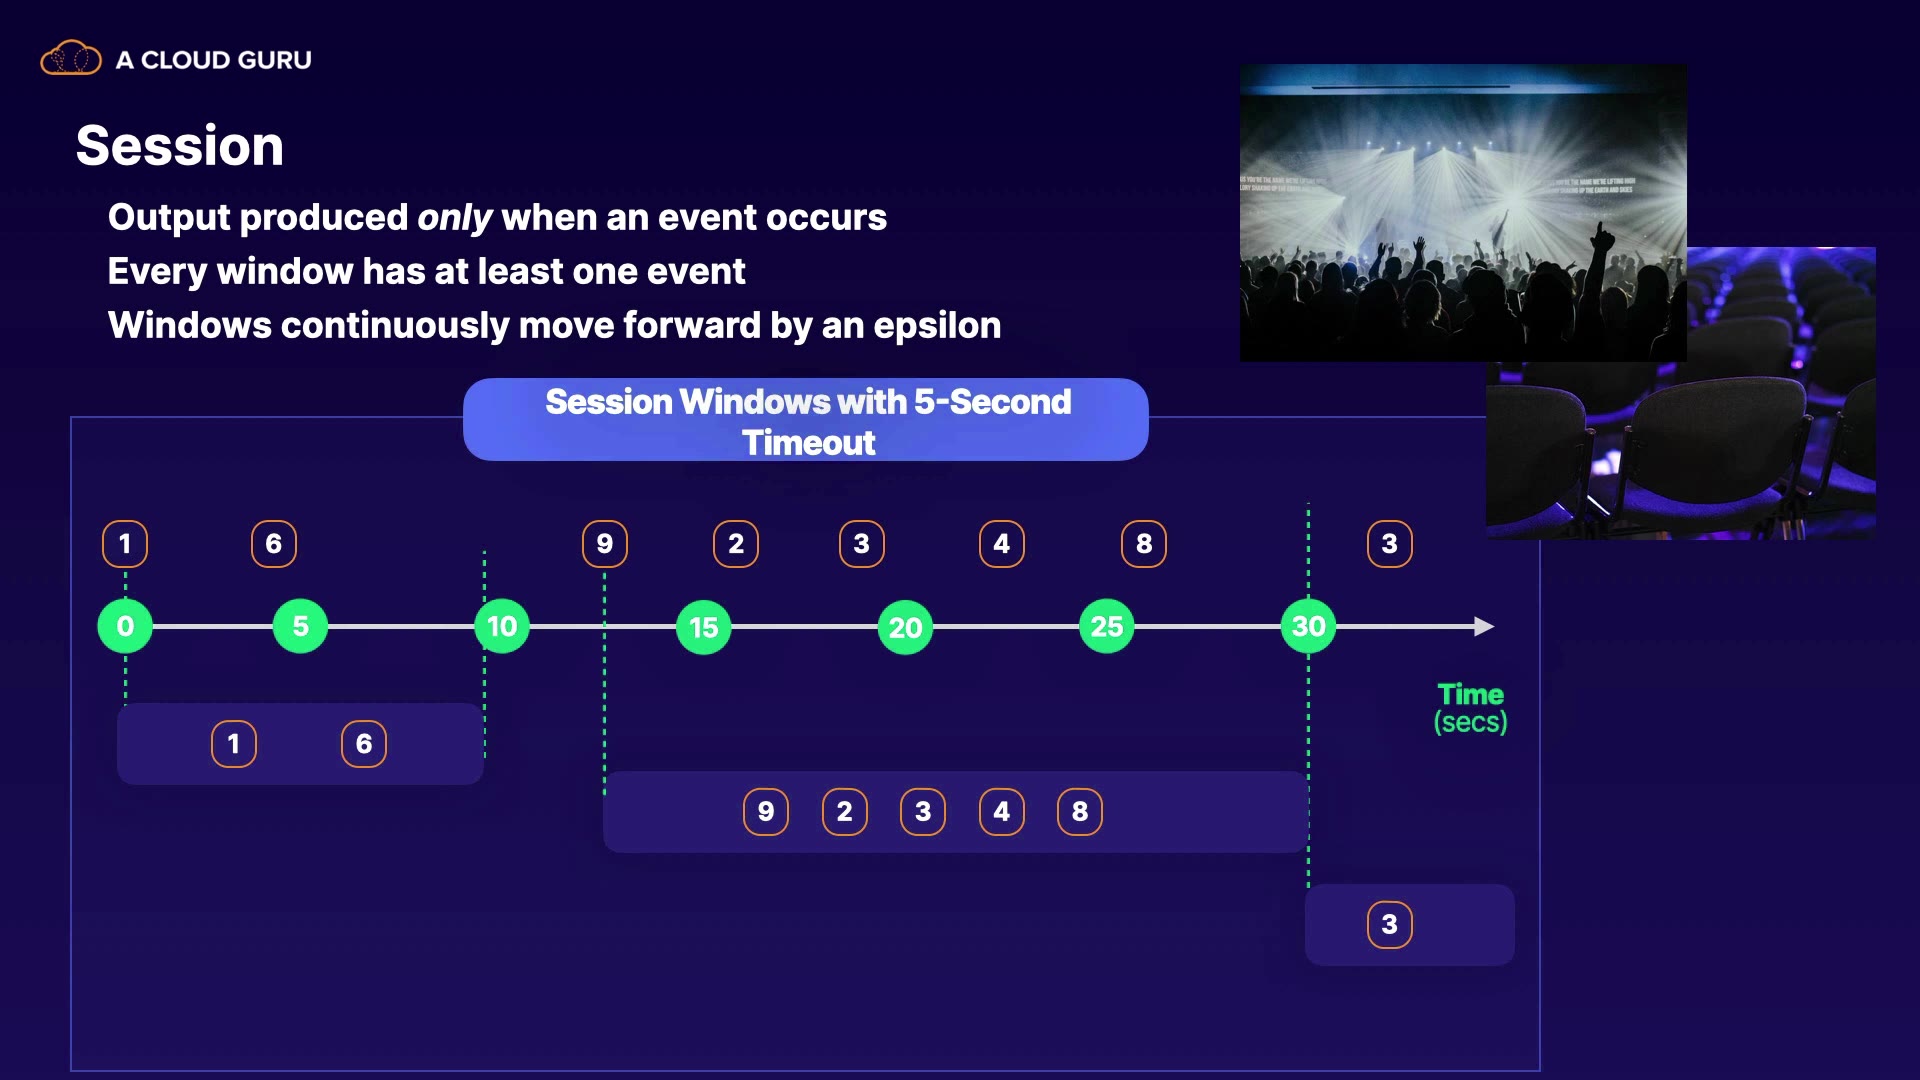 A CLOUD GURU
Session
Output produced only when an event occurs
Every window has at least one event
Windows continuously move forward by an epsilon
Session Windows with 5-Second
Timeout
1 6 9 2 3 4 8 3
0 5 10 15 20 25 30
Time
(secs)
1 6
9 2 3 4 8
3